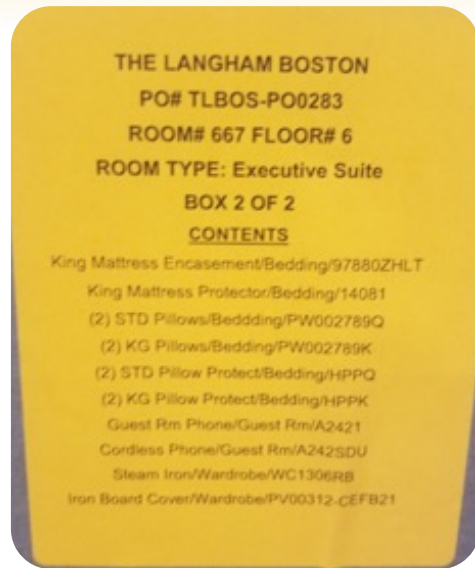 THE LANGHAM BOSTON
PO# TLBOS-PO0283
ROOM# 667 FLOOR# 6
ROOM TYPE: Executive Suite
BOX 2 OF 2
CONTENTS
King Mattress Encasement/Bedding/97880ZHLT
King Mattress Protector/Bedding/14081
(2) STD Pillows/Beddding/PW002789Q
(2) KG Pillows/Bedding/PW002789K
(2) STD Pillow Protect/Bedding/HPPQ
(2) KG Pillow Protect/Bedding/HPPK
Guest Rm Phone/Guest Rm/A2421
Cordless Phone/Guest Rm/A242SDU
Steam Iron/Wardrobe/WC1306RB
Iron Board Cover/Wardrobe/PV00312-CEFB21